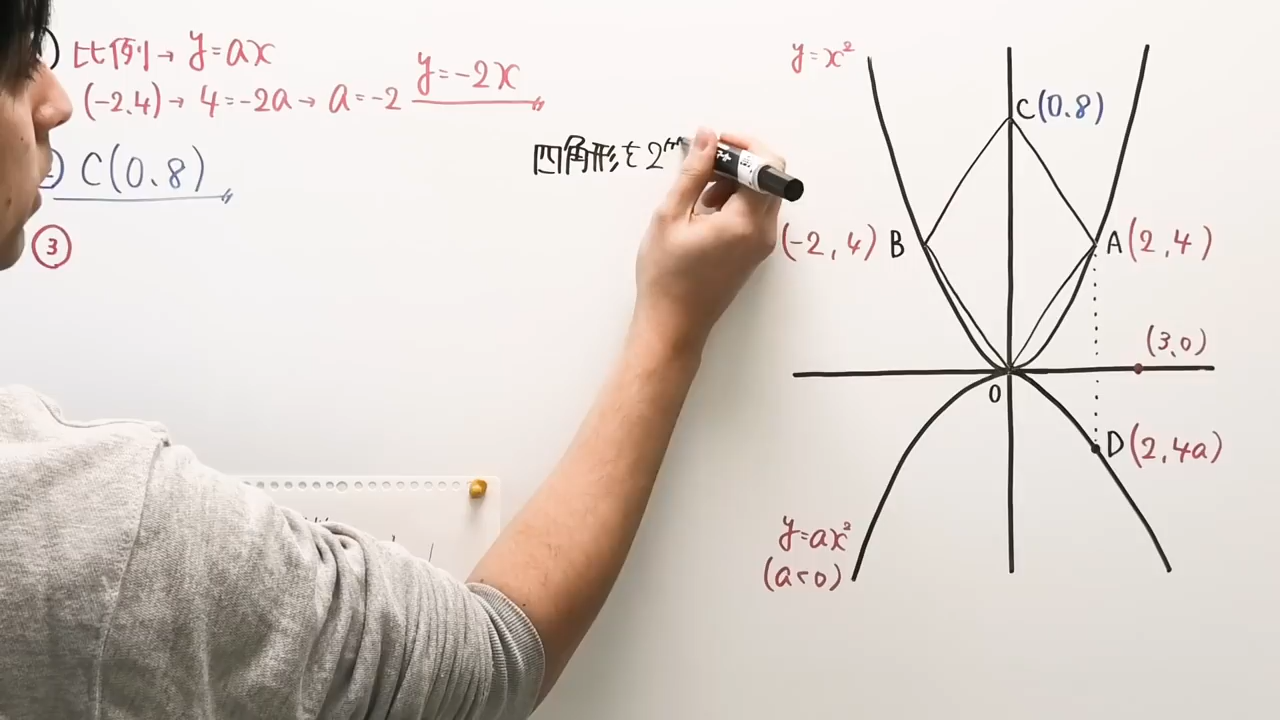 比例→ y=ax
(-2.4)→ 4=-2a→ a=-2 y=-2x
C(0.8)
③
四角形を2
y=x²
C(0.8)
(-2,4) B
A(2,4)
(3,0)
O
D(2,4a)
y=ax²
(a<0)